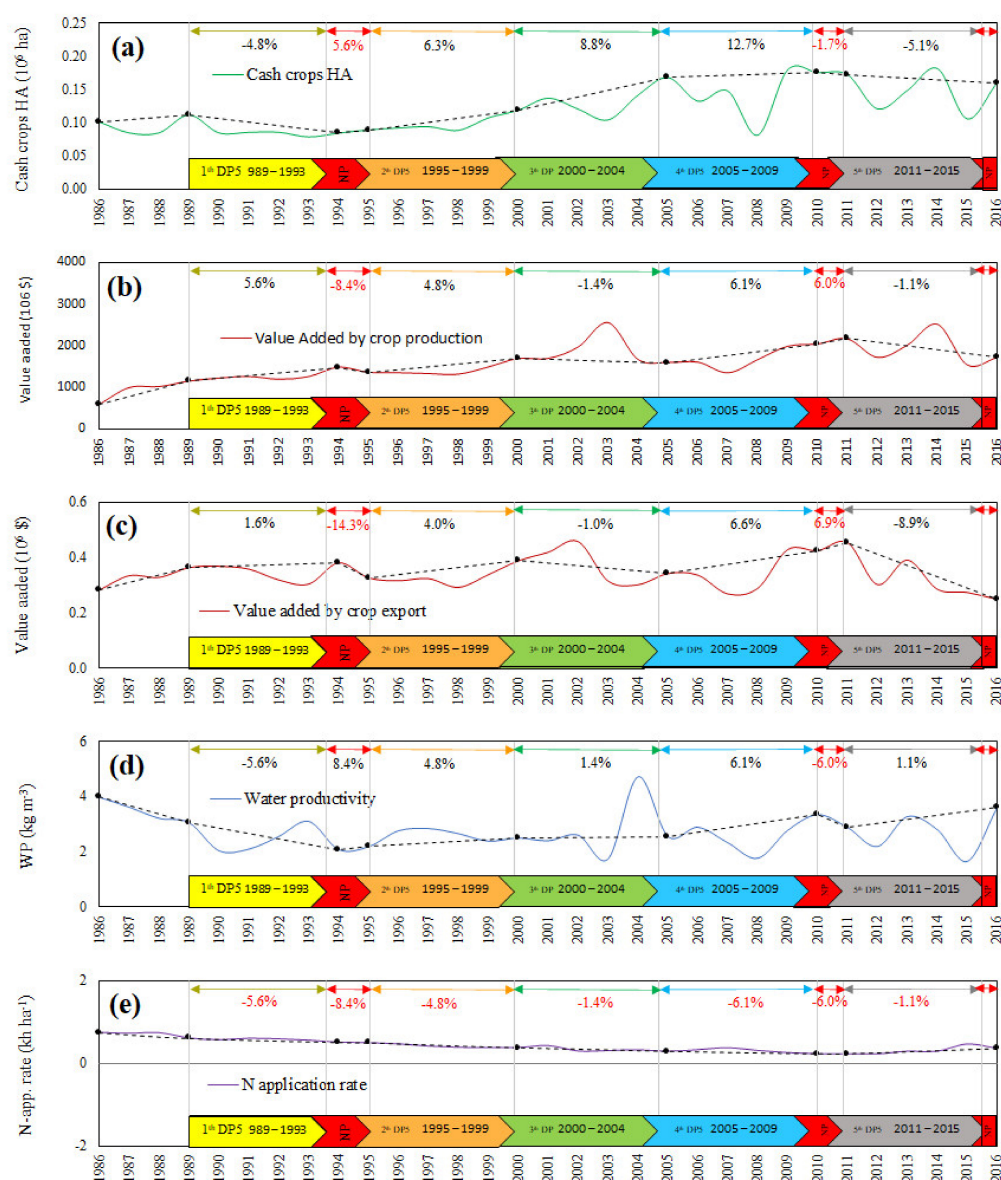 0.25
(a)
-4.8% 5.6% 6.3% 8.8% 12.7% -1.7% -5.1%
0.20
Cash crops HA
0.15
0.10
0.05
0.00
Cash crops HA (10⁶ ha)
1ᵗʰ DP5 989–1993 NP 2ᵗʰ DP5 1995–1999 3ᵗʰ DP 2000–2004 4ᵗʰ DP5 2005–2009 NP 5ᵗʰ DP5 2011–2015 NP
1986 1987 1988 1989 1990 1991 1992 1993 1994 1995 1996 1997 1998 1999 2000 2001 2002 2003 2004 2005 2006 2007 2008 2009 2010 2011 2012 2013 2014 2015 2016
4000
(b)
5.6% -8.4% 4.8% -1.4% 6.1% 6.0% -1.1%
3000
Value Added by crop production
2000
1000
0
Value aaded (106 $)
1ᵗʰ DP5 1989–1993 NP 2ᵗʰ DP5 1995–1999 3ᵗʰ DP 2000–2004 4ᵗʰ DP5 2005–2009 NP 5ᵗʰ DP5 2011–2015 NP
1986 1987 1988 1989 1990 1991 1992 1993 1994 1995 1996 1997 1998 1999 2000 2001 2002 2003 2004 2005 2006 2007 2008 2009 2010 2011 2012 2013 2014 2015 2016
0.6
(c)
1.6% -14.3% 4.0% -1.0% 6.6% 6.9% -8.9%
0.4
Value added by crop export
0.2
0.0
Value aaded (10⁶ $)
1ᵗʰ DP5 1989–1993 NP 2ᵗʰ DP5 1995–1999 3ᵗʰ DP 2000–2004 4ᵗʰ DP5 2005–2009 NP 5ᵗʰ DP5 2011–2015 NP
1986 1987 1988 1989 1990 1991 1992 1993 1994 1995 1996 1997 1998 1999 2000 2001 2002 2003 2004 2005 2006 2007 2008 2009 2010 2011 2012 2013 2014 2015 2016
6
(d)
-5.6% 8.4% 4.8% 1.4% 6.1% -6.0% 1.1%
4
Water productivity
2
0
WP (kg m⁻³)
1ᵗʰ DP5 1989–1993 NP 2ᵗʰ DP5 1995–1999 3ᵗʰ DP 2000–2004 4ᵗʰ DP5 2005–2009 NP 5ᵗʰ DP5 2011–2015 NP
1986 1987 1988 1989 1990 1991 1992 1993 1994 1995 1996 1997 1998 1999 2000 2001 2002 2003 2004 2005 2006 2007 2008 2009 2010 2011 2012 2013 2014 2015 2016
2
(e)
-5.6% -8.4% -4.8% -1.4% -6.1% -6.0% -1.1%
0
N application rate
-2
N-app. rate (kh ha⁻¹)
1ᵗʰ DP5 989–1993 NP 2ᵗʰ DP5 1995–1999 3ᵗʰ DP 2000–2004 4ᵗʰ DP5 2005–2009 NP 5ᵗʰ DP5 2011–2015 NP
1986 1987 1988 1989 1990 1991 1992 1993 1994 1995 1996 1997 1998 1999 2000 2001 2002 2003 2004 2005 2006 2007 2008 2009 2010 2011 2012 2013 2014 2015 2016